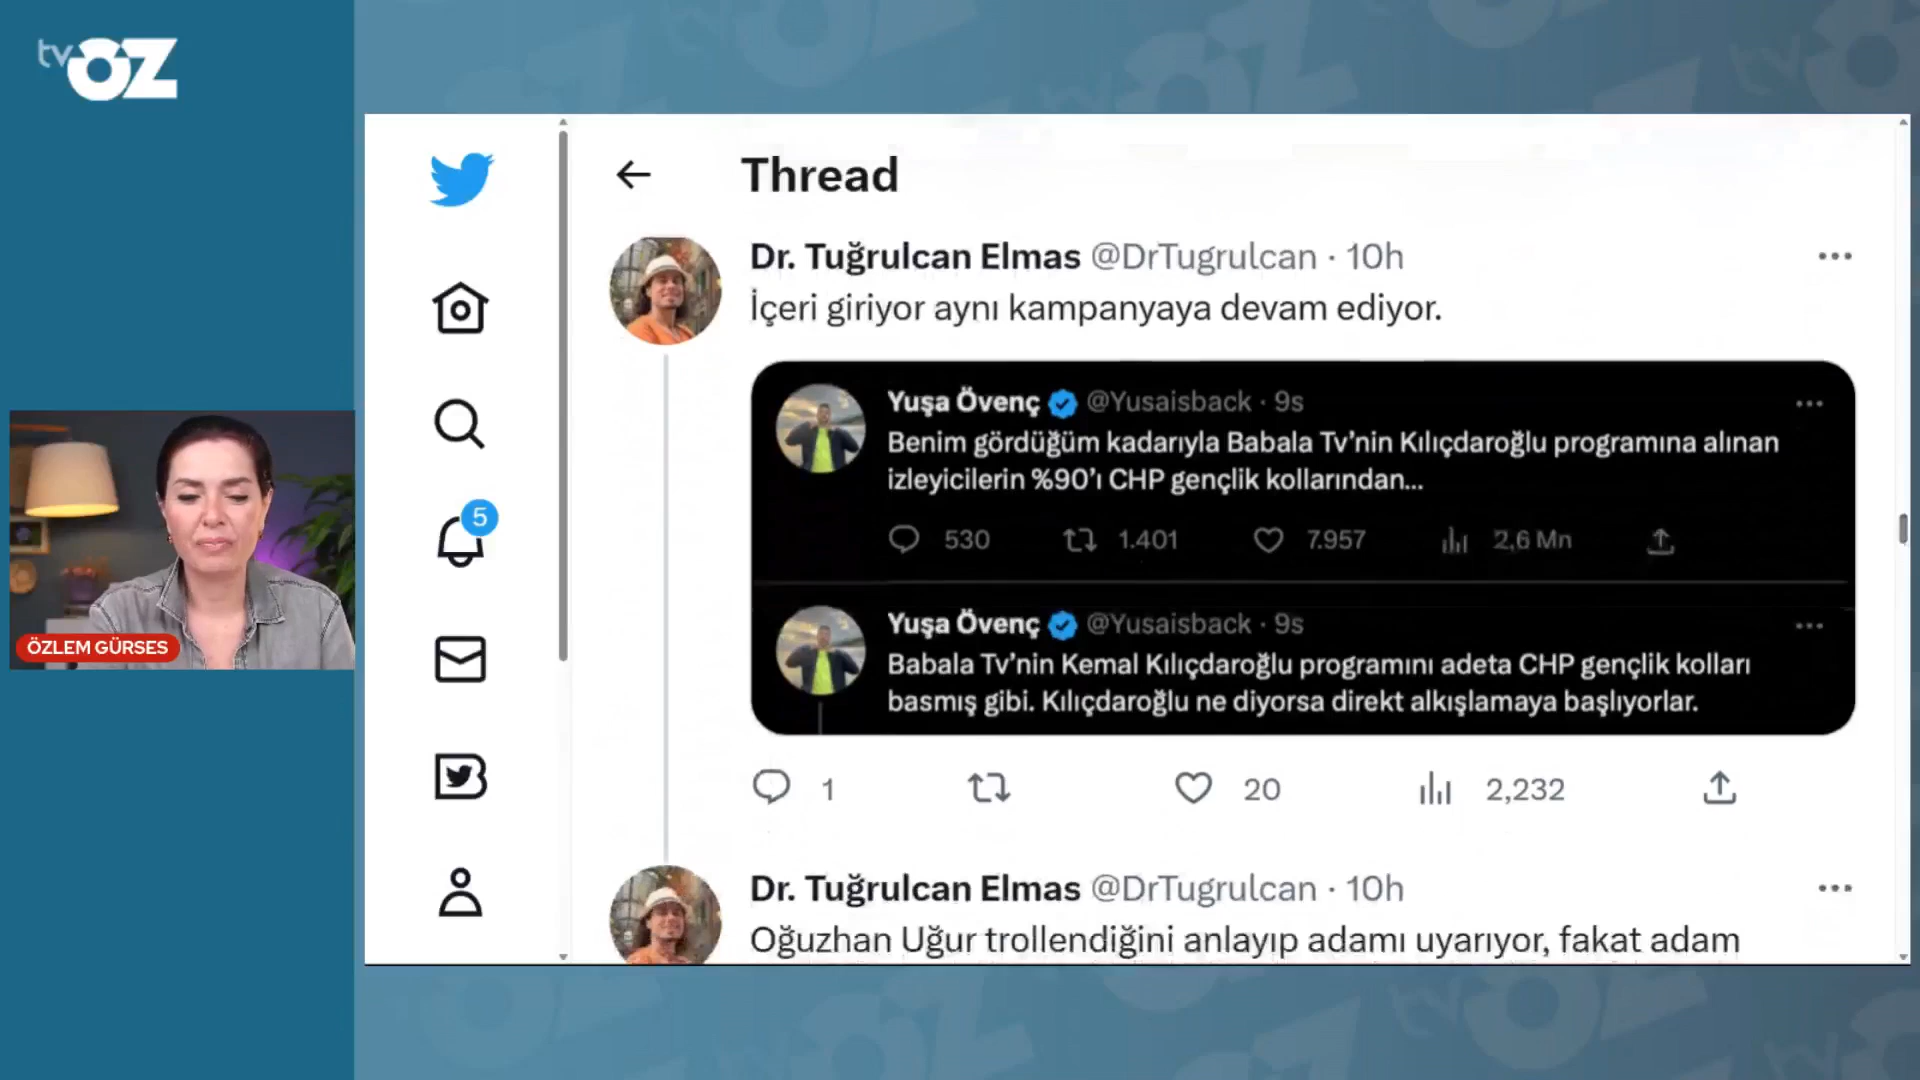 tv ÖZ
Thread
Dr. Tuğrulcan Elmas @DrTugrulcan · 10h
İçeri giriyor aynı kampanyaya devam ediyor.
Yuşa Övenç @Yusaisback · 9s
Benim gördüğüm kadarıyla Babala Tv’nin Kılıçdaroğlu programına alınan
izleyicilerin %90’ı CHP gençlik kollarından...
530 1.401 7.957 2,6 Mn
Yuşa Övenç @Yusaisback · 9s
Babala Tv’nin Kemal Kılıçdaroğlu programını adeta CHP gençlik kolları
basmış gibi. Kılıçdaroğlu ne diyorsa direkt alkışlamaya başlıyorlar.
1 20 2,232
Dr. Tuğrulcan Elmas @DrTugrulcan · 10h
Oğuzhan Uğur trollendiğini anlayıp adamı uyarıyor, fakat adam
5
ÖZLEM GÜRSES